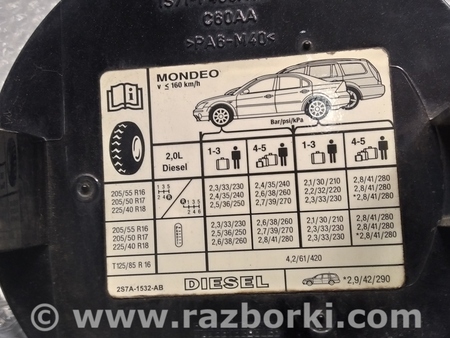 C60AA
>PA6-M40<
MONDEO
v ≤ 160 km/h
Bar/psi/kPa
2,0L
Diesel
1-3
4-5
1-3
4-5
205/55 R16
205/50 R17
225/40 R18
2,3/33/230
2,4/35/240
2,5/36/250
2,4/35/240
2,6/38/260
2,7/39/270
2,1/30/210
2,2/33/220
2,3/33/230
2,8/41/280
2,8/41/280
*2,8/41/280
205/55 R16
205/50 R17
225/40 R18
2,3/33/230
2,5/36/250
2,6/38/260
2,6/38/260
2,7/39/270
2,8/41/280
2,3/33/230
2,3/33/230
2,3/33/230
2,8/41/280
2,8/41/280
*2,8/41/280
T125/85 R 16
4,2/61/420
2S7A-1532-AB
DIESEL
*2,9/42/290
www.razborki.com